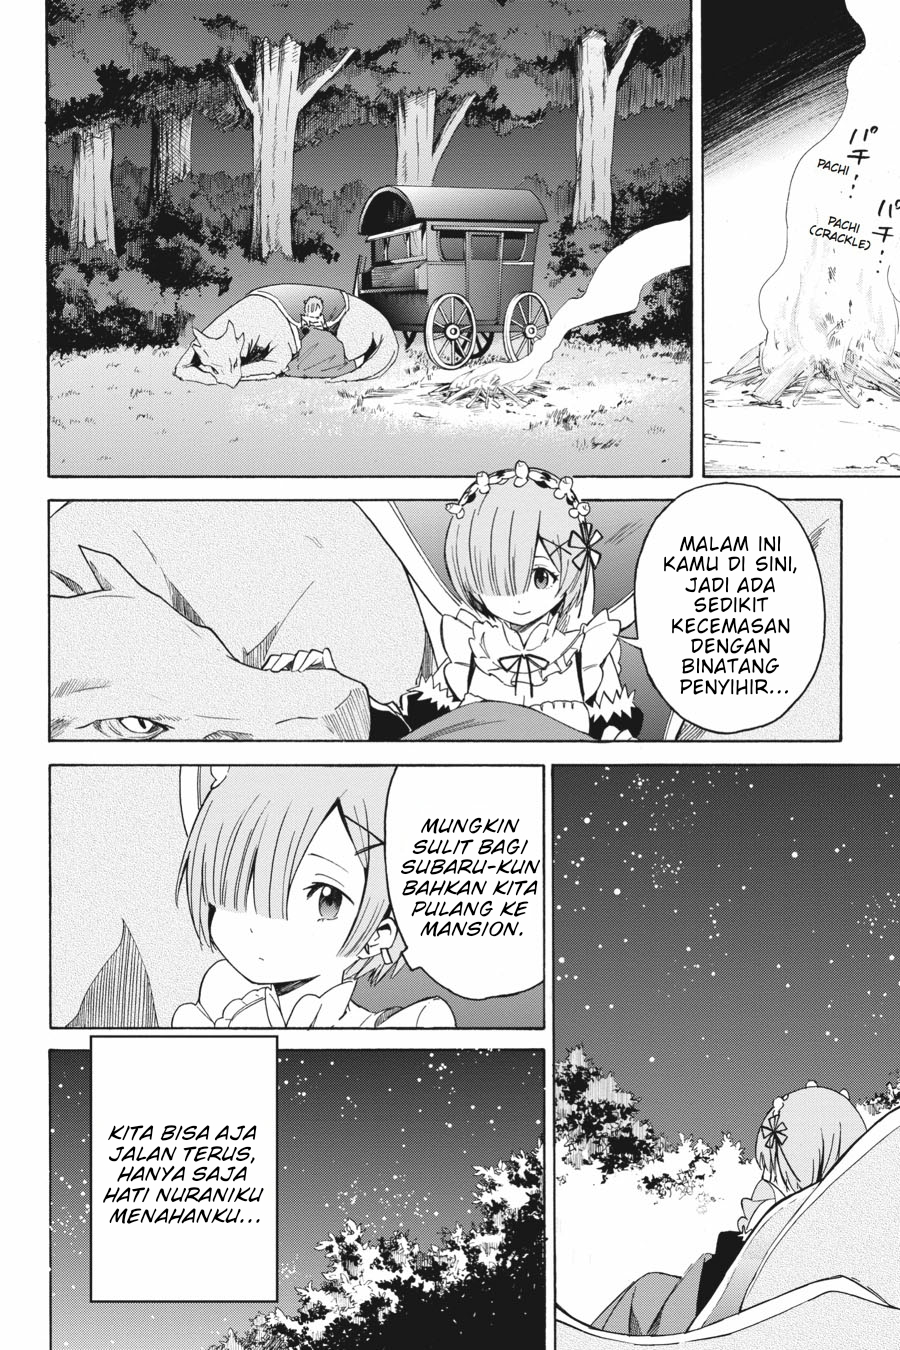 パチ…
PACHI
パチ…
PACHI
(CRACKLE)
MALAM INI
KAMU DI SINI,
JADI ADA
SEDIKIT
KECEMASAN
DENGAN
BINATANG
PENYIHIR...
MUNGKIN
SULIT BAGI
SUBARU-KUN
BAHKAN KITA
PULANG KE
MANSION.
KITA BISA AJA
JALAN TERUS,
HANYA SAJA
HATI NURANIKU
MENAHANKU...